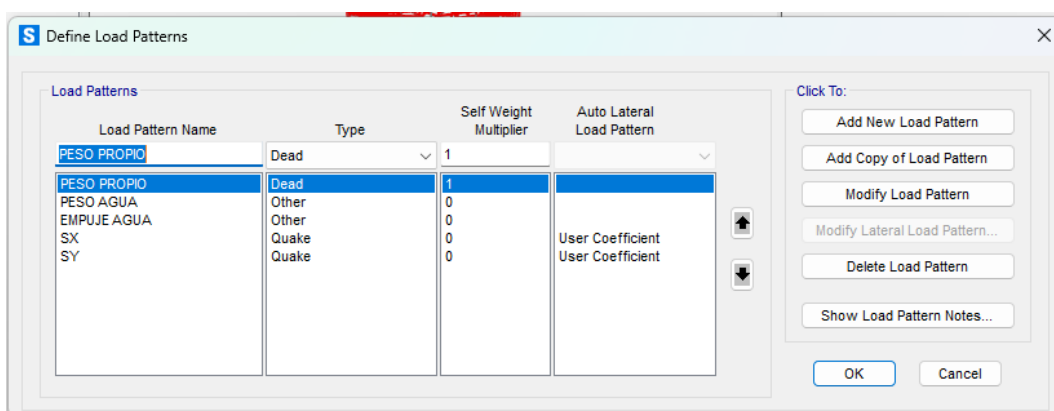 S Define Load Patterns
Load Patterns
Click To:
Load Pattern Name Type Self Weight Multiplier Auto Lateral Load Pattern
PESO PROPIO Dead 1
PESO PROPIO Dead 1
PESO AGUA Other 0
EMPUJE AGUA Other 0
SX Quake 0 User Coefficient
SY Quake 0 User Coefficient
Add New Load Pattern
Add Copy of Load Pattern
Modify Load Pattern
Modify Lateral Load Pattern...
Delete Load Pattern
Show Load Pattern Notes...
OK Cancel